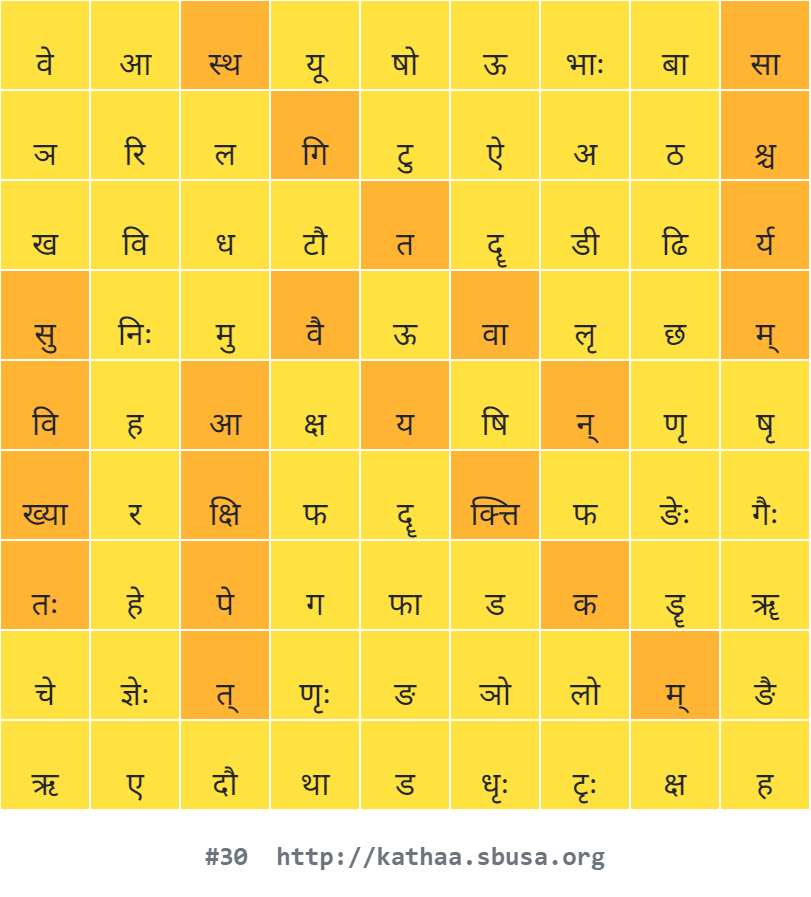 वे आ स्थ यू षो ऊ भाः बा सा
ञ रि ल गि टु ऐ अ ठ श्च
ख वि ध टौ त दॄ डी ढि र्य
सु निः मु वै ऊ वा लृ छ म्
वि ह आ क्ष य षि न् णृ षृ
ख्या र क्षि फ दॄ क्त्ति फ ङेः गैः
तः हे पे ग फा ड क ड़ॄ ॠ
चे ज्ञेः त् णृः ङ ञो लो म् ङै
ऋ ए दौ था ड धृः टृः क्ष ह
#30 http://kathaa.sbusa.org